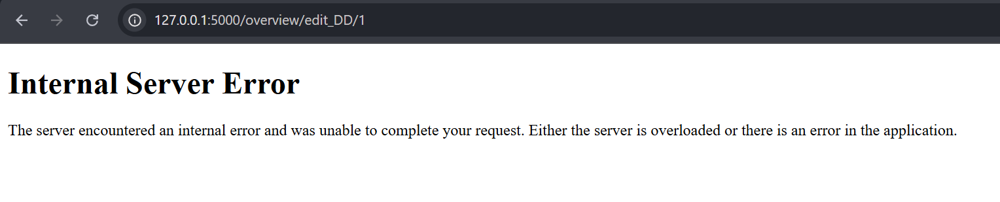 127.0.0.1:5000/overview/edit_DD/1
Internal Server Error
The server encountered an internal error and was unable to complete your request. Either the server is overloaded or there is an error in the application.